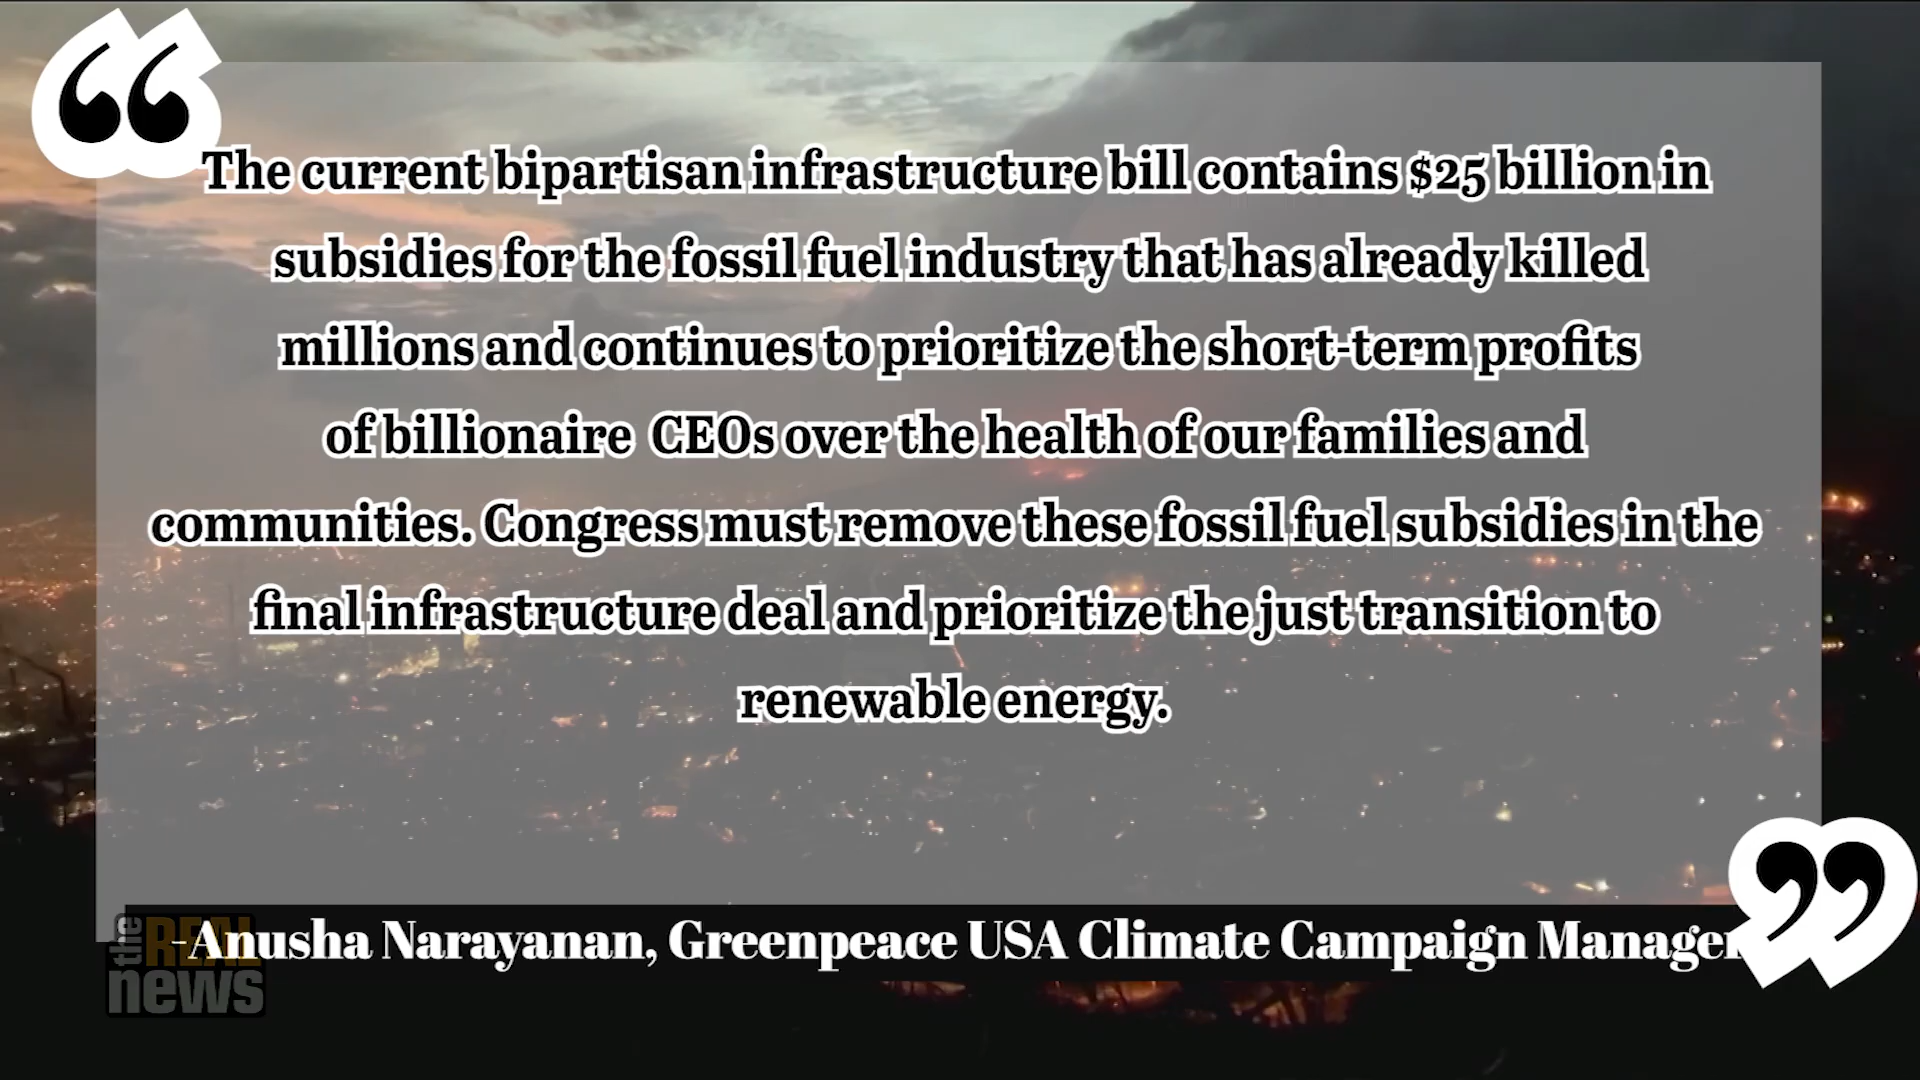 “
The current bipartisan infrastructure bill contains $25 billion in
subsidies for the fossil fuel industry that has already killed
millions and continues to prioritize the short-term profits
of billionaire CEOs over the health of our families and
communities. Congress must remove these fossil fuel subsidies in the
final infrastructure deal and prioritize the just transition to
renewable energy.
”
-Anusha Narayanan, Greenpeace USA Climate Campaign Manager
the REAL
news